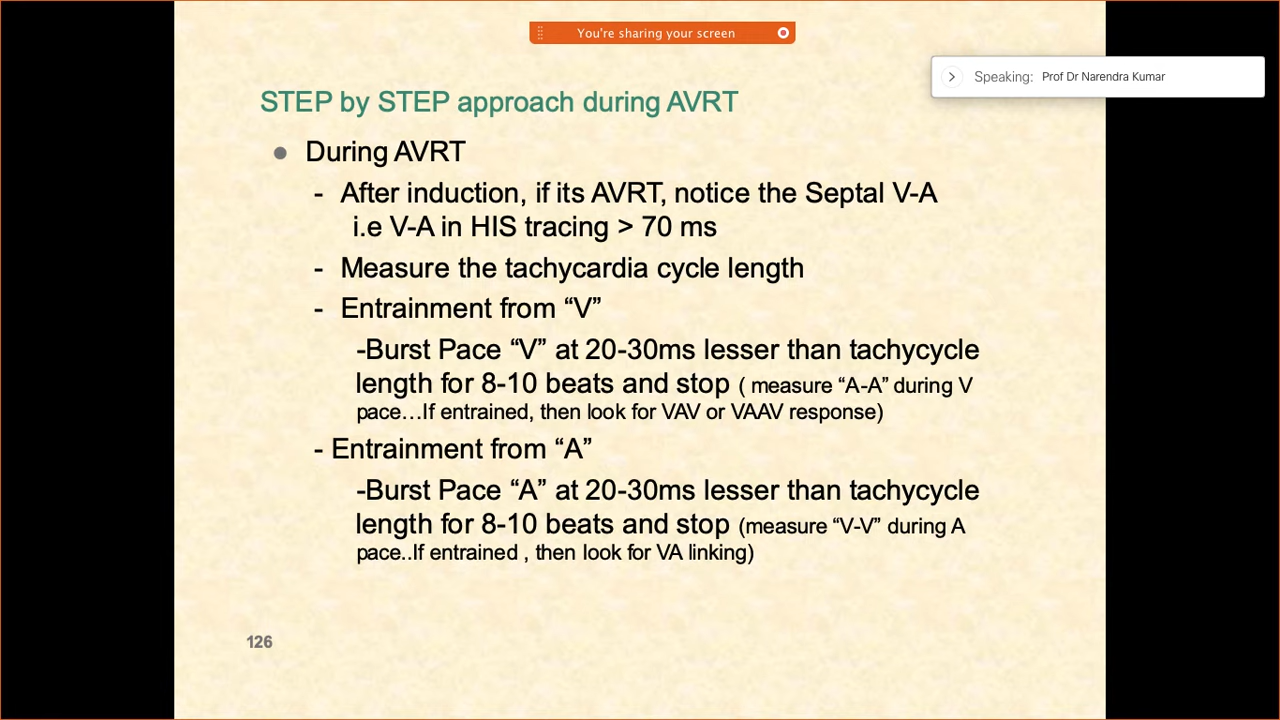 You're sharing your screen
Speaking: Prof Dr Narendra Kumar
STEP by STEP approach during AVRT
During AVRT
- After induction, if its AVRT, notice the Septal V-A
i.e V-A in HIS tracing > 70 ms
- Measure the tachycardia cycle length
- Entrainment from “V”
-Burst Pace “V” at 20-30ms lesser than tachycycle
length for 8-10 beats and stop ( measure “A-A” during V
pace...If entrained, then look for VAV or VAAV response)
- Entrainment from “A”
-Burst Pace “A” at 20-30ms lesser than tachycycle
length for 8-10 beats and stop (measure “V-V” during A
pace..If entrained , then look for VA linking)
126